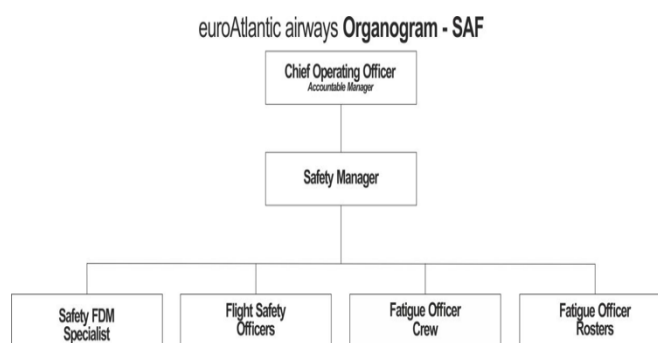 euroAtlantic airways Organogram - SAF
Chief Operating Officer
Accountable Manager
Safety Manager
Safety FDM
Specialist
Flight Safety
Officers
Fatigue Officer
Crew
Fatigue Officer
Rosters